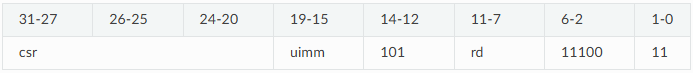 31-27 26-25 24-20 19-15 14-12 11-7 6-2 1-0
csr uimm 101 rd 11100 11